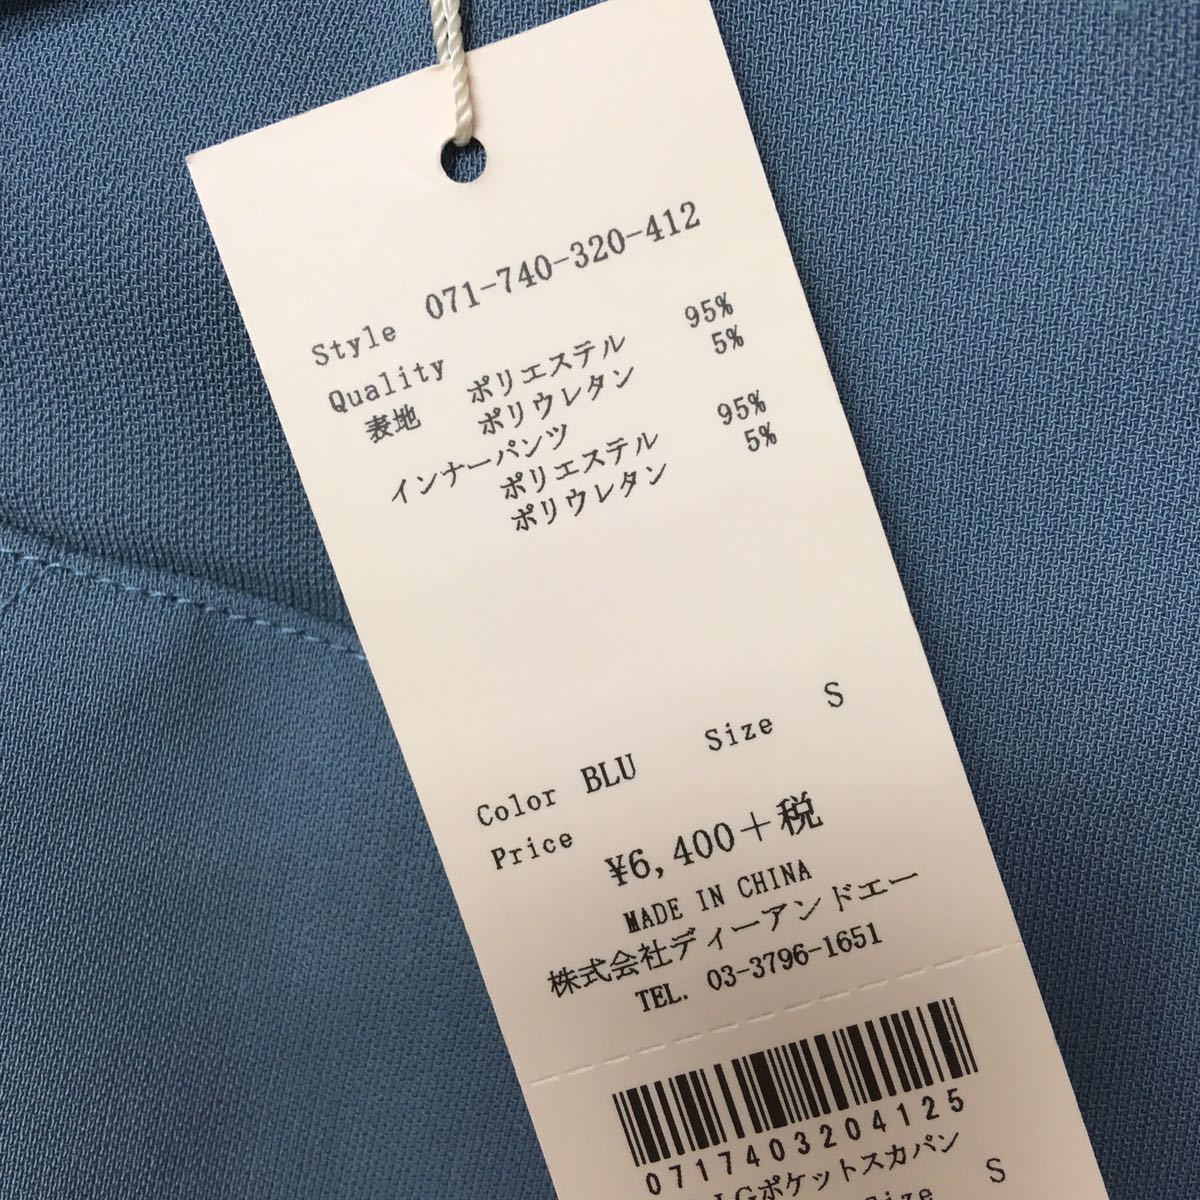 Style 071-740-320-412
Quality
表地 ポリエステル 95%
ポリウレタン 5%
インナーパンツ
ポリエステル 95%
ポリウレタン 5%
Color BLU Size S
Price
¥6,400+税
MADE IN CHINA
株式会社ディーアンドエー
TEL. 03-3796-1651
0717403204125
LGポケットスカパン
Size S